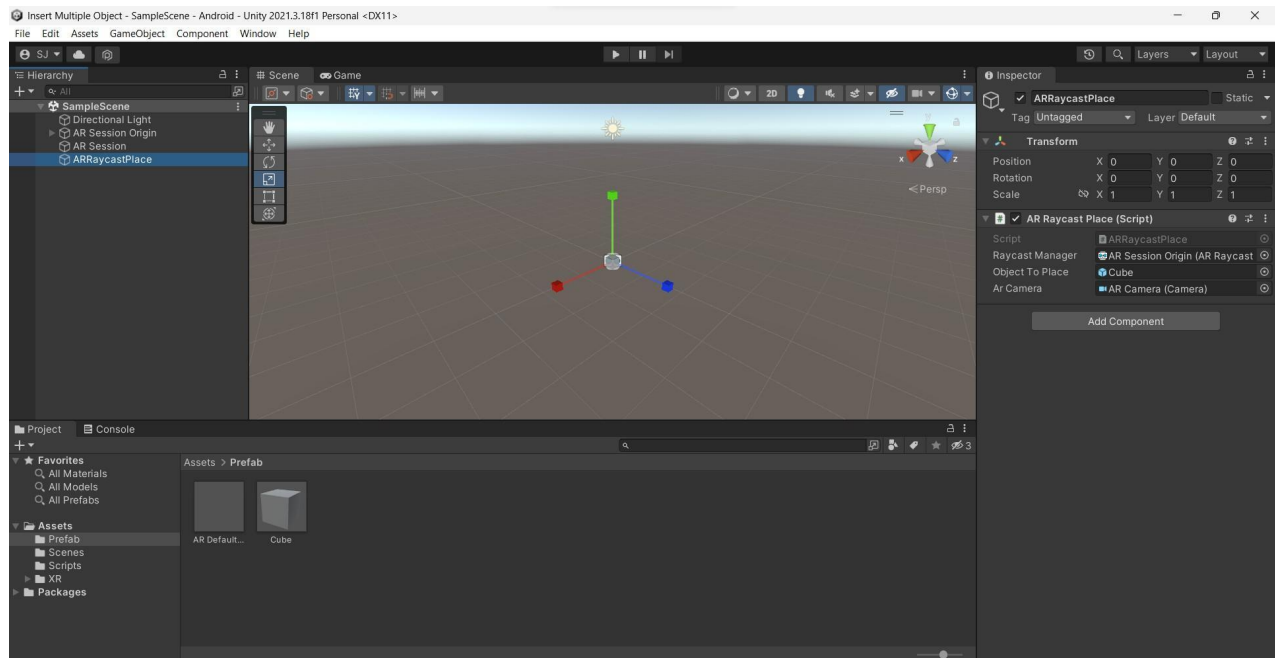 Insert Multiple Object - SampleScene - Android - Unity 2021.3.18f1 Personal <DX11>
File Edit Assets GameObject Component Window Help
SJ Layers Layout
Hierarchy
All
SampleScene
Directional Light
AR Session Origin
AR Session
ARRaycastPlace
Scene Game
2D
y
x z
Persp
Inspector
ARRaycastPlace Static
Tag Untagged Layer Default
Transform
Position X 0 Y 0 Z 0
Rotation X 0 Y 0 Z 0
Scale X 1 Y 1 Z 1
# AR Raycast Place (Script)
Script ARRaycastPlace
Raycast Manager AR Session Origin (AR Raycast
Object To Place Cube
Ar Camera AR Camera (Camera)
Add Component
Project Console
3
Favorites
All Materials
All Models
All Prefabs
Assets
Prefab
Scenes
Scripts
XR
Packages
Assets > Prefab
AR Default... Cube